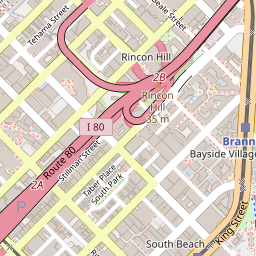 eale Street
Tehama Street
Rincon Hill
2B
Rincon
Hill
35 m
I 80
Brann
Bayside Village
Route 80
Stillman Street
2A
Taber Place
South Park
P
King Street
South Beach